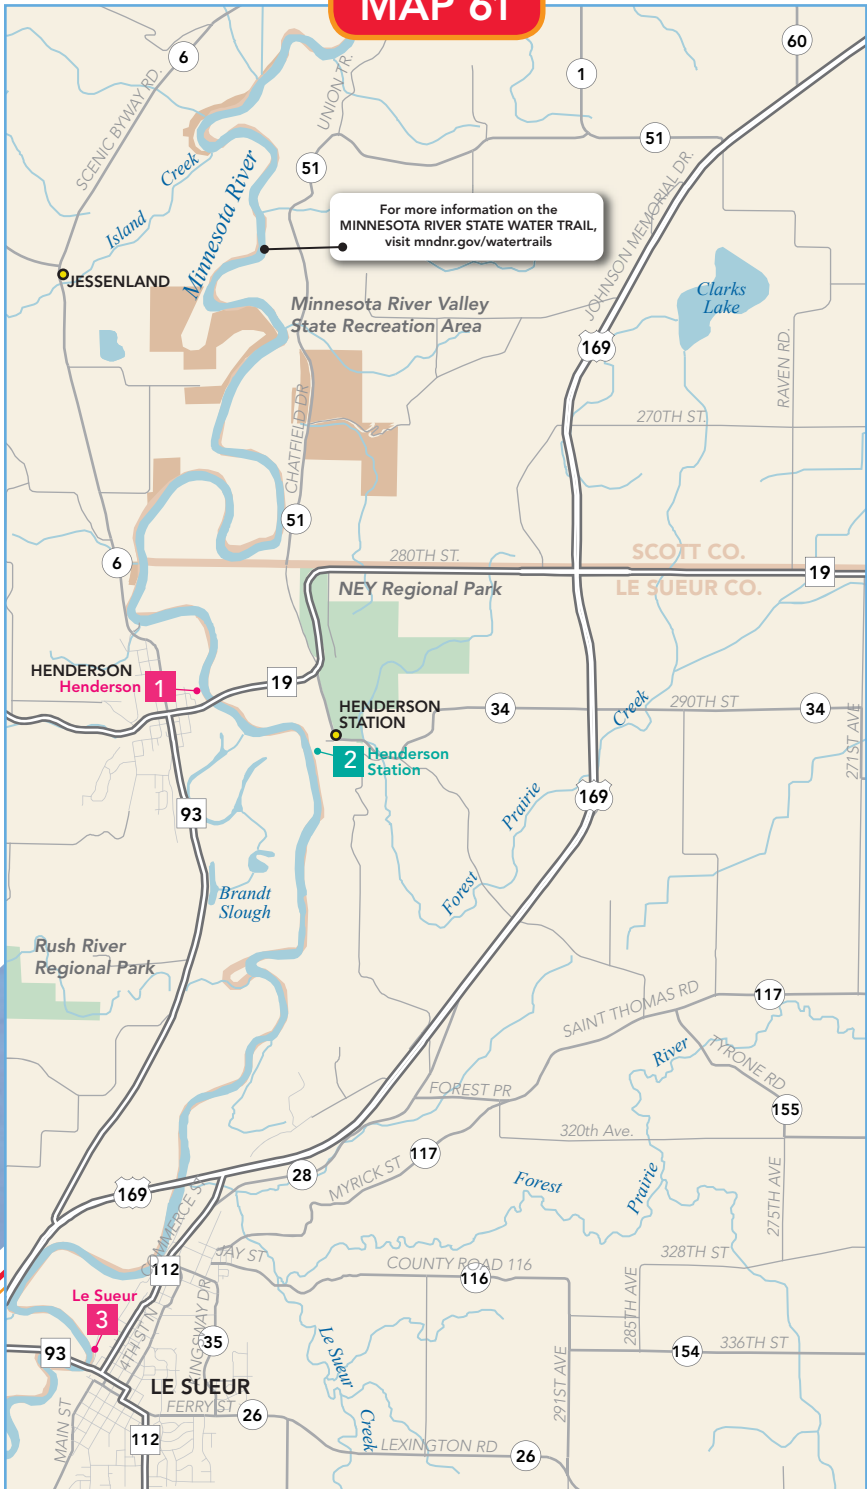 MAP 61
6
60
1
SCENIC BYWAY RD.
UNION TR.
51
51
Island Creek
Minnesota River
JOHNSON MEMORIAL DR.
For more information on the
MINNESOTA RIVER STATE WATER TRAIL,
visit mndnr.gov/watertrails
JESSENLAND
Clarks
Lake
Minnesota River Valley
State Recreation Area
169
RAVEN RD.
CHATFIELD DR
270TH ST.
51
280TH ST.
SCOTT CO.
6
19
NEY Regional Park
LE SUEUR CO.
HENDERSON
Henderson
1
19
HENDERSON
STATION
34
290TH ST
34
271ST AVE
2
Henderson
Station
Forest Prairie Creek
169
93
Brandt
Slough
Rush River
Regional Park
SAINT THOMAS RD
117
River
TYRONE RD
FOREST PR
155
320th Ave.
117
28
MYRICK ST
169
Forest Prairie
275TH AVE
COMMERCE ST
JAY ST
328TH ST
COUNTY ROAD 116
112
116
285TH AVE
Le Sueur
3
4TH ST N
KINGSWAY DR
35
Le Sueur
Creek
93
154
336TH ST
291ST AVE
LE SUEUR
FERRY ST
26
MAIN ST
112
LEXINGTON RD
26